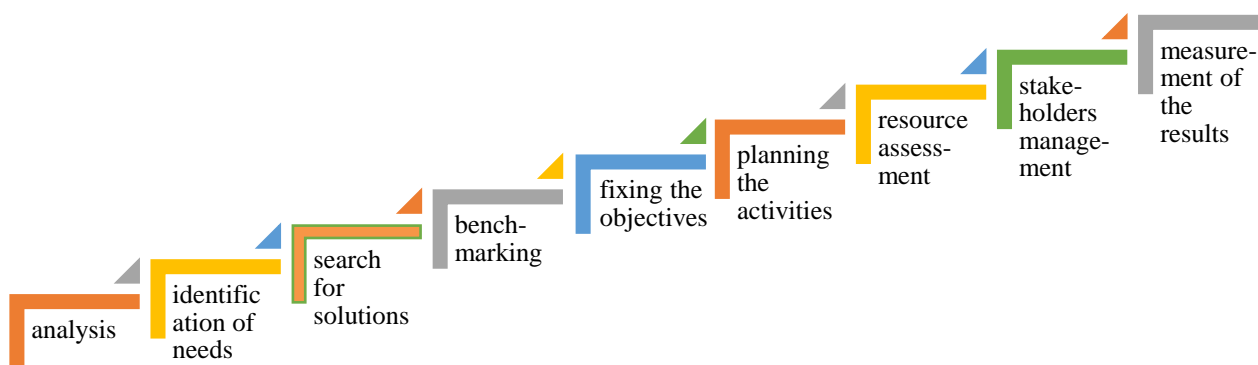 analysis
identific
ation of
needs
search
for
solutions
bench-
marking
fixing the
objectives
planning
the
activities
resource
assess-
ment
stake-
holders
manage-
ment
measure-
ment of
the
results